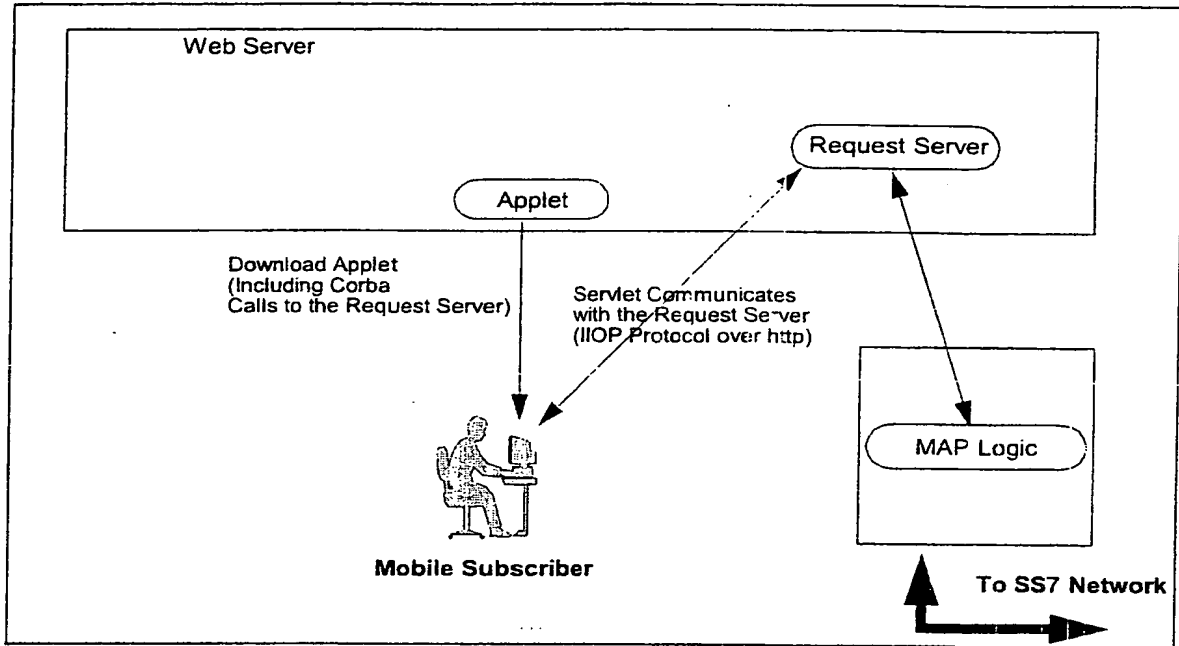 Web Server
Request Server
Applet
Download Applet
(Including Corba
Calls to the Request Server)
Servlet Communicates
with the Request Server
(IIOP Protocol over http)
MAP Logic
Mobile Subscriber
To SS7 Network
...